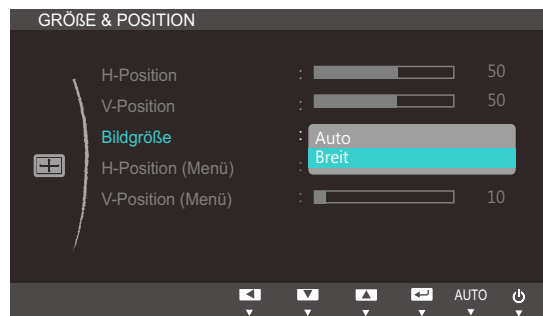 GRÖßE & POSITION
H-Position : 50
V-Position : 50
Bildgröße : Auto
Breit
H-Position (Menü) :
V-Position (Menü) : 10
AUTO